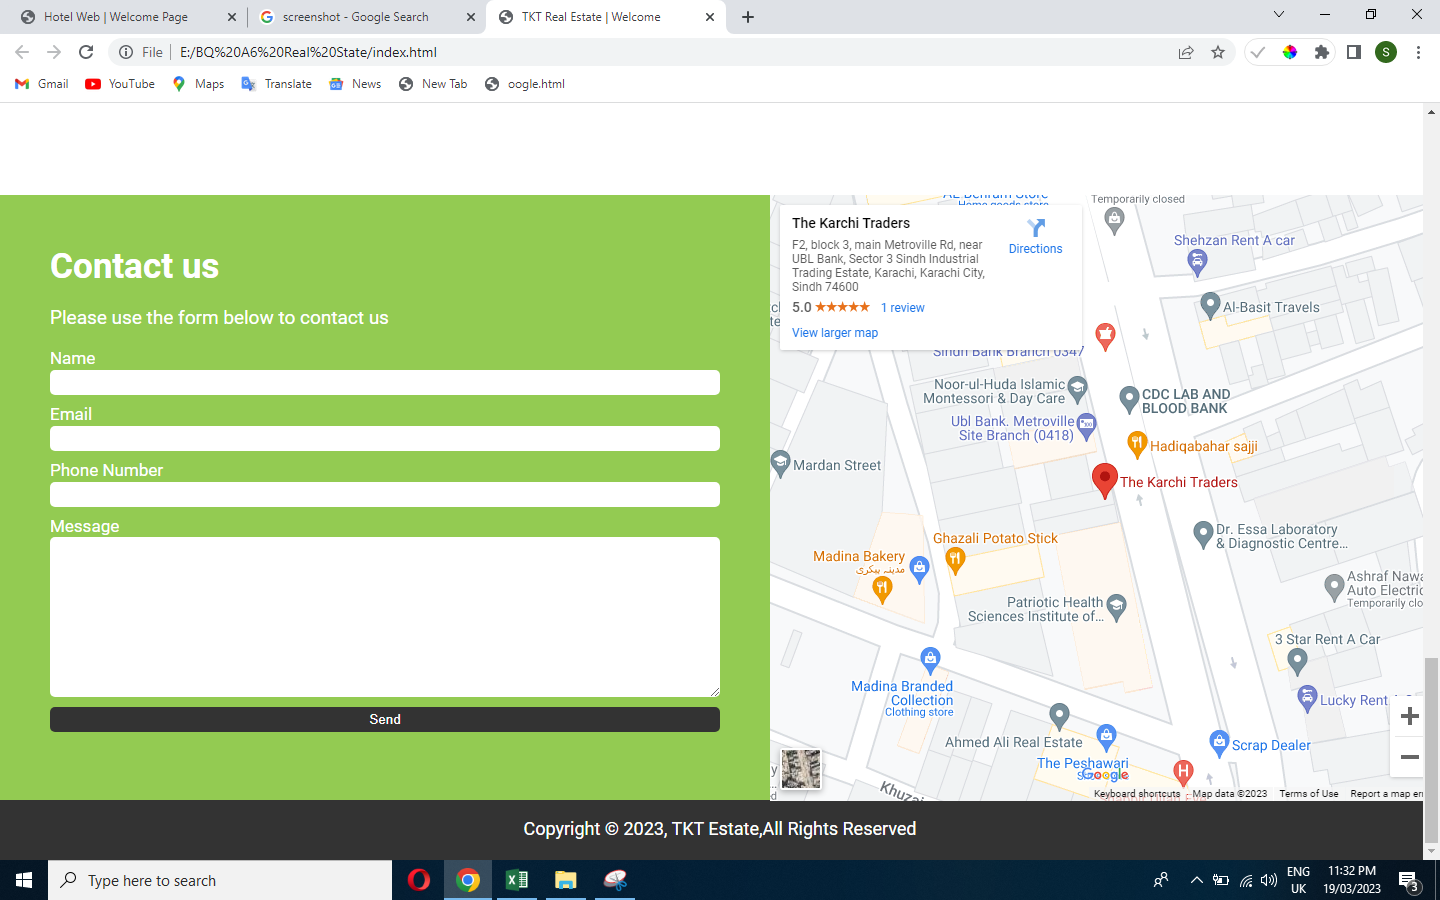 Hotel Web | Welcome Page
screenshot - Google Search
TKT Real Estate | Welcome
File
E:/BQ%20A6%20Real%20State/index.html
S
Gmail
YouTube
Maps
Translate
News
New Tab
oogle.html
Contact us
Please use the form below to contact us
Name
Email
Phone Number
Message
Send
The Karchi Traders
F2, block 3, main Metroville Rd, near
UBL Bank, Sector 3 Sindh Industrial
Trading Estate, Karachi, Karachi City,
Sindh 74600
5.0
1 review
View larger map
Directions
Temporarily closed
Shehzan Rent A car
Al-Basit Travels
Sindh Bank Branch 0347
Noor-ul-Huda Islamic
Montessori & Day Care
CDC LAB AND
BLOOD BANK
Ubl Bank. Metroville
Site Branch (0418)
Hadiqabahar sajji
Mardan Street
The Karchi Traders
Dr. Essa Laboratory
& Diagnostic Centre...
Ghazali Potato Stick
Madina Bakery
مدینہ بیکری
Ashraf Nawa
Auto Electric
Temporarily clo
Patriotic Health
Sciences Institute of...
3 Star Rent A Car
Madina Branded
Collection
Clothing store
Lucky Rent
Ahmed Ali Real Estate
Scrap Dealer
The Peshawari
Google
H
Khuza
Keyboard shortcuts
Map data ©2023
Terms of Use
Report a map er
Copyright © 2023, TKT Estate,All Rights Reserved
Type here to search
ENG
UK
11:32 PM
19/03/2023
3